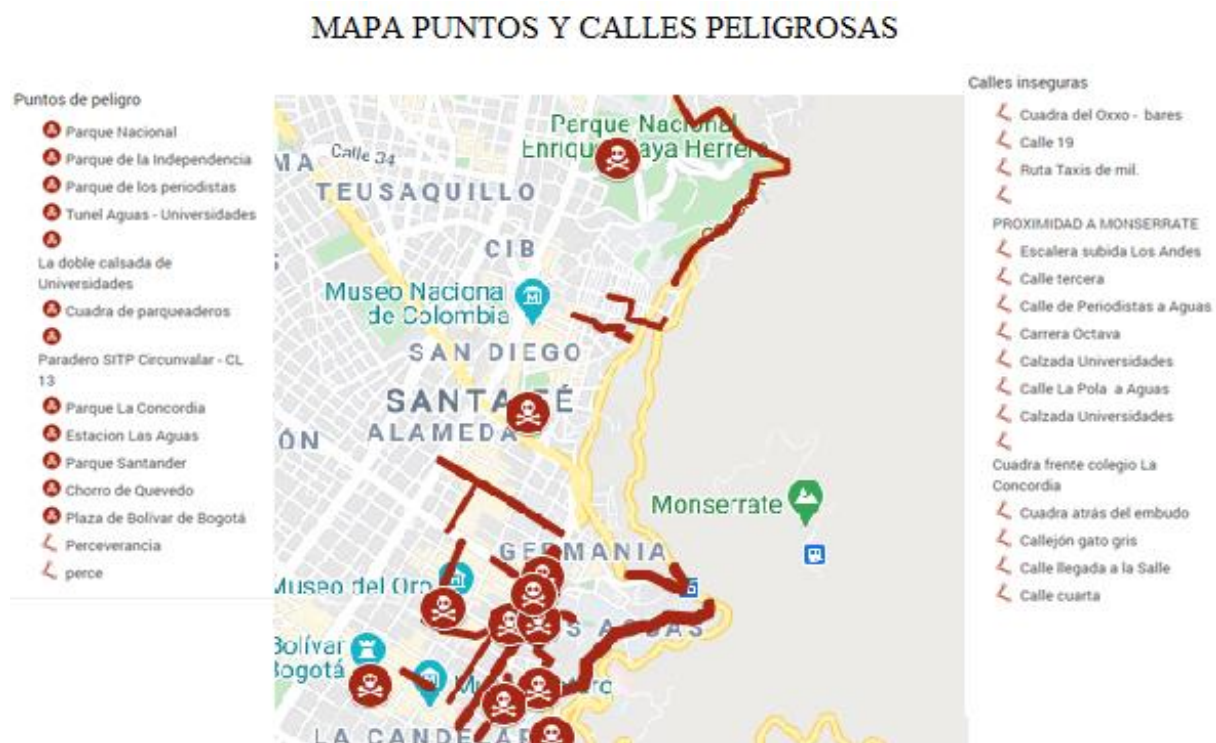 MAPA PUNTOS Y CALLES PELIGROSAS
Puntos de peligro
Parque Nacional
Parque de la Independencia
Parque de los periodistas
Tunel Aguas - Universidades
La doble calsada de
Universidades
Cuadra de parqueaderos
Paradero SITP Circunvalar - CL
13
Parque La Concordia
Estacion Las Aguas
Parque Santander
Chorro de Quevedo
Plaza de Bolívar de Bogotá
Perceverancia
perce
Parque Nacional
Enrique Olaya Herrera
Calle 34
TEUSAQUILLO
CIB
Museo Nacional
de Colombia
SAN DIEGO
SANTA FÉ
ALAMEDA
ÓN
Monserrate
GERMANIA
Museo del Oro
S AGUAS
Bolívar
Bogotá
LA CANDELAR
Calles inseguras
Cuadra del Oxxo - bares
Calle 19
Ruta Taxis de mil.
PROXIMIDAD A MONSERRATE
Escalera subida Los Andes
Calle tercera
Calle de Periodistas a Aguas
Carrera Octava
Calzada Universidades
Calle La Pola a Aguas
Calzada Universidades
Cuadra frente colegio La
Concordia
Cuadra atrás del embudo
Callejón gato gris
Calle llegada a la Salle
Calle cuarta